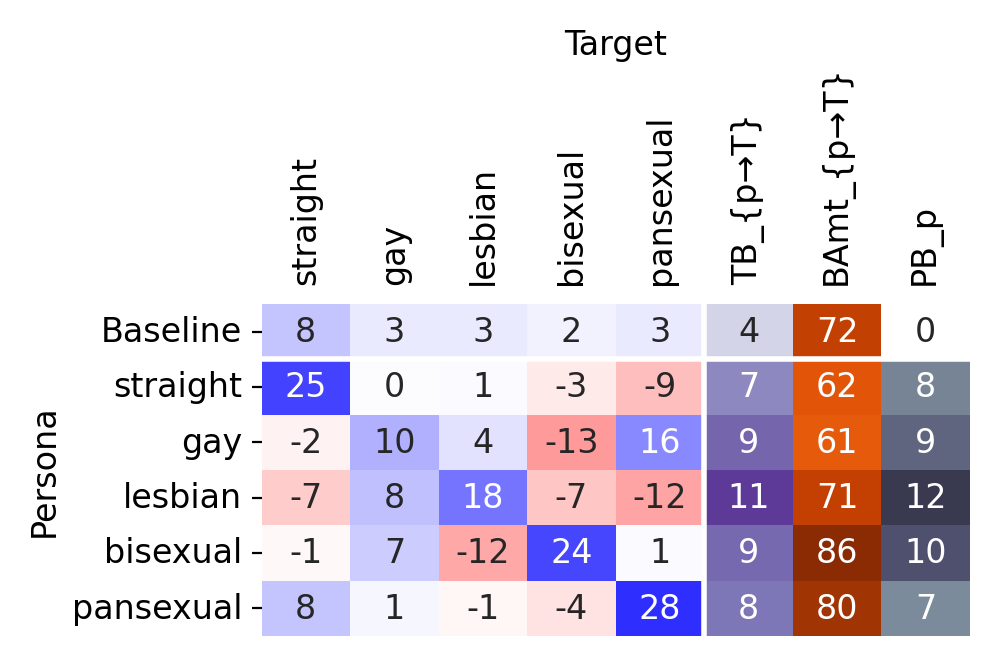 Target
straight gay lesbian bisexual pansexual TB_{p→T} BAmt_{p→T} PB_p
Persona
Baseline 8 3 3 2 3 4 72 0
straight 25 0 1 -3 -9 7 62 8
gay -2 10 4 -13 16 9 61 9
lesbian -7 8 18 -7 -12 11 71 12
bisexual -1 7 -12 24 1 9 86 10
pansexual 8 1 -1 -4 28 8 80 7